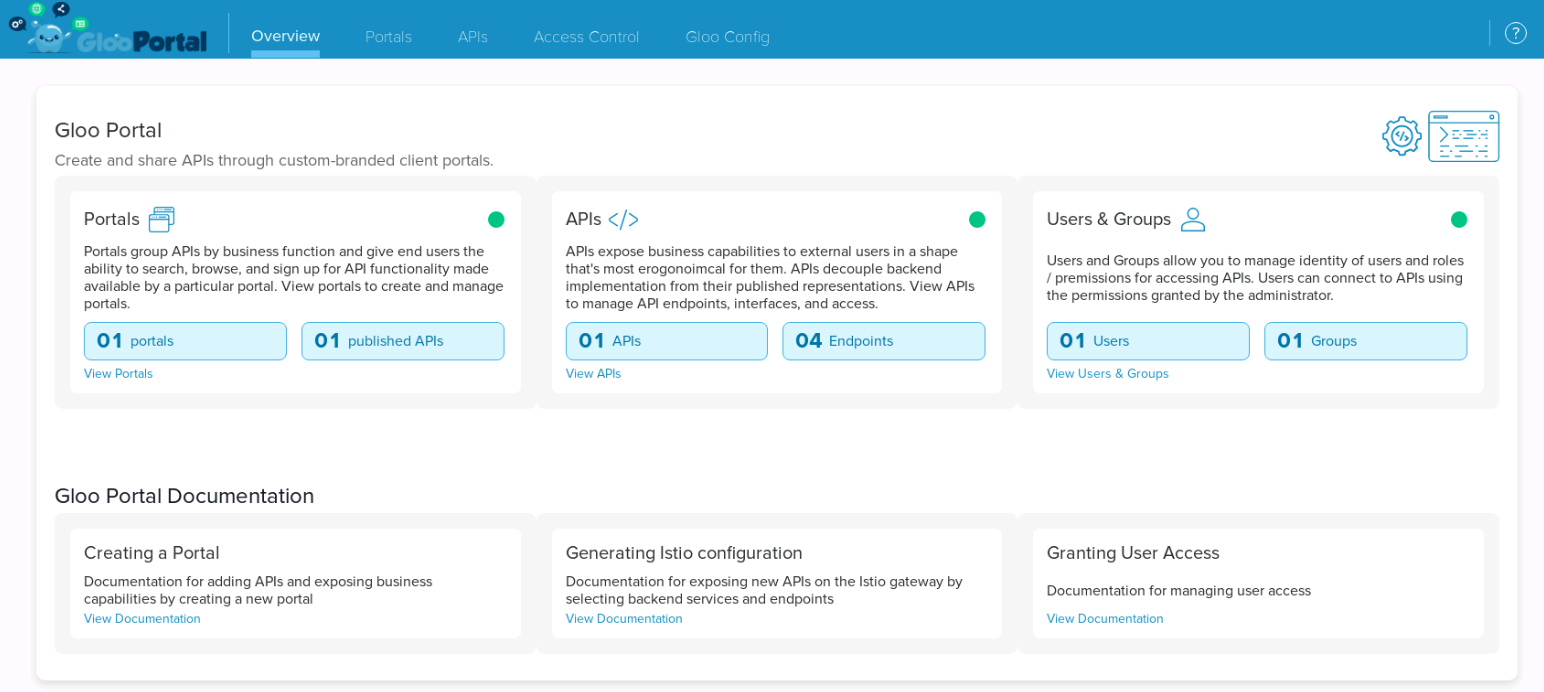 GlooPortal
Overview
Portals
APIs
Access Control
Gloo Config
?
Gloo Portal
Create and share APIs through custom-branded client portals.
Portals
Portals group APIs by business function and give end users the
ability to search, browse, and sign up for API functionality made
available by a particular portal. View portals to create and manage
portals.
01 portals
01 published APIs
View Portals
APIs </>
APIs expose business capabilities to external users in a shape
that's most erogonoimcal for them. APIs decouple backend
implementation from their published representations. View APIs
to manage API endpoints, interfaces, and access.
01 APIs
04 Endpoints
View APIs
Users & Groups
Users and Groups allow you to manage identity of users and roles
/ premissions for accessing APIs. Users can connect to APIs using
the permissions granted by the administrator.
01 Users
01 Groups
View Users & Groups
Gloo Portal Documentation
Creating a Portal
Documentation for adding APIs and exposing business
capabilities by creating a new portal
View Documentation
Generating Istio configuration
Documentation for exposing new APIs on the Istio gateway by
selecting backend services and endpoints
View Documentation
Granting User Access
Documentation for managing user access
View Documentation